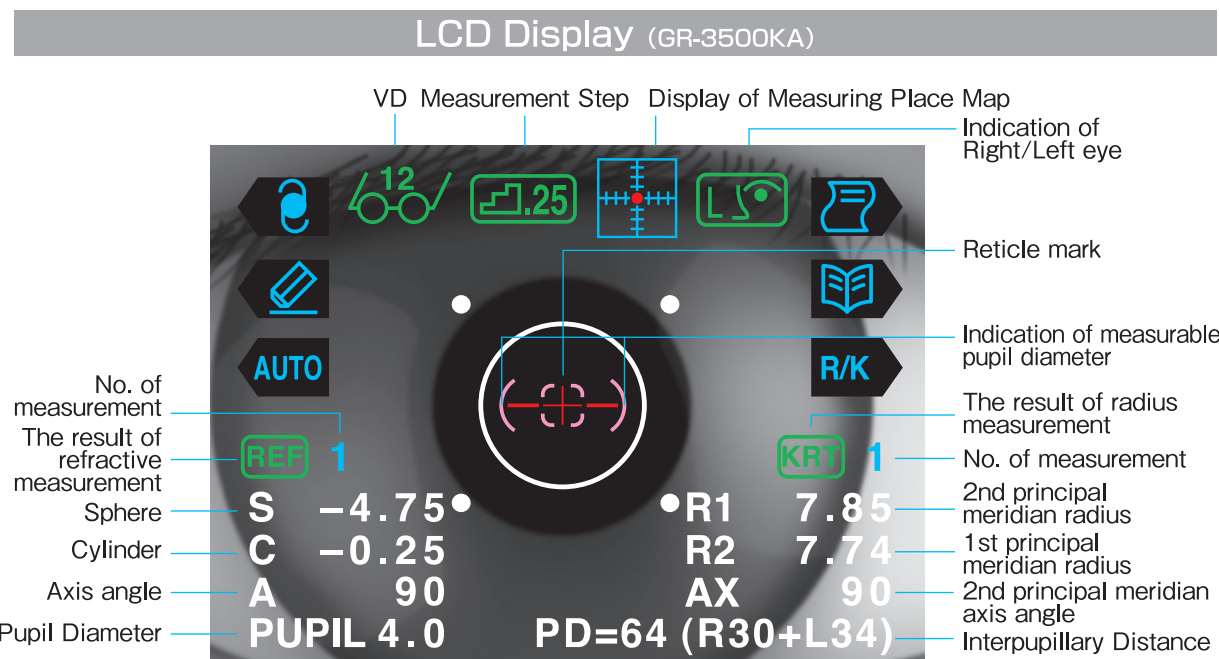 LCD Display (GR-3500KA)
VD Measurement Step Display of Measuring Place Map
Indication of
Right/Left eye
12
.25
L
Reticle mark
Indication of measurable
pupil diameter
AUTO
R/K
No. of
measurement
The result of
refractive
measurement
REF 1
The result of radius
measurement
KRT 1
No. of measurement
Sphere
S −4.75
R1 7.85
2nd principal
meridian radius
Cylinder
C −0.25
R2 7.74
1st principal
meridian radius
Axis angle
A 90
AX 90
2nd principal meridian
axis angle
Pupil Diameter
PUPIL 4.0
PD=64 (R30+L34)
Interpupillary Distance